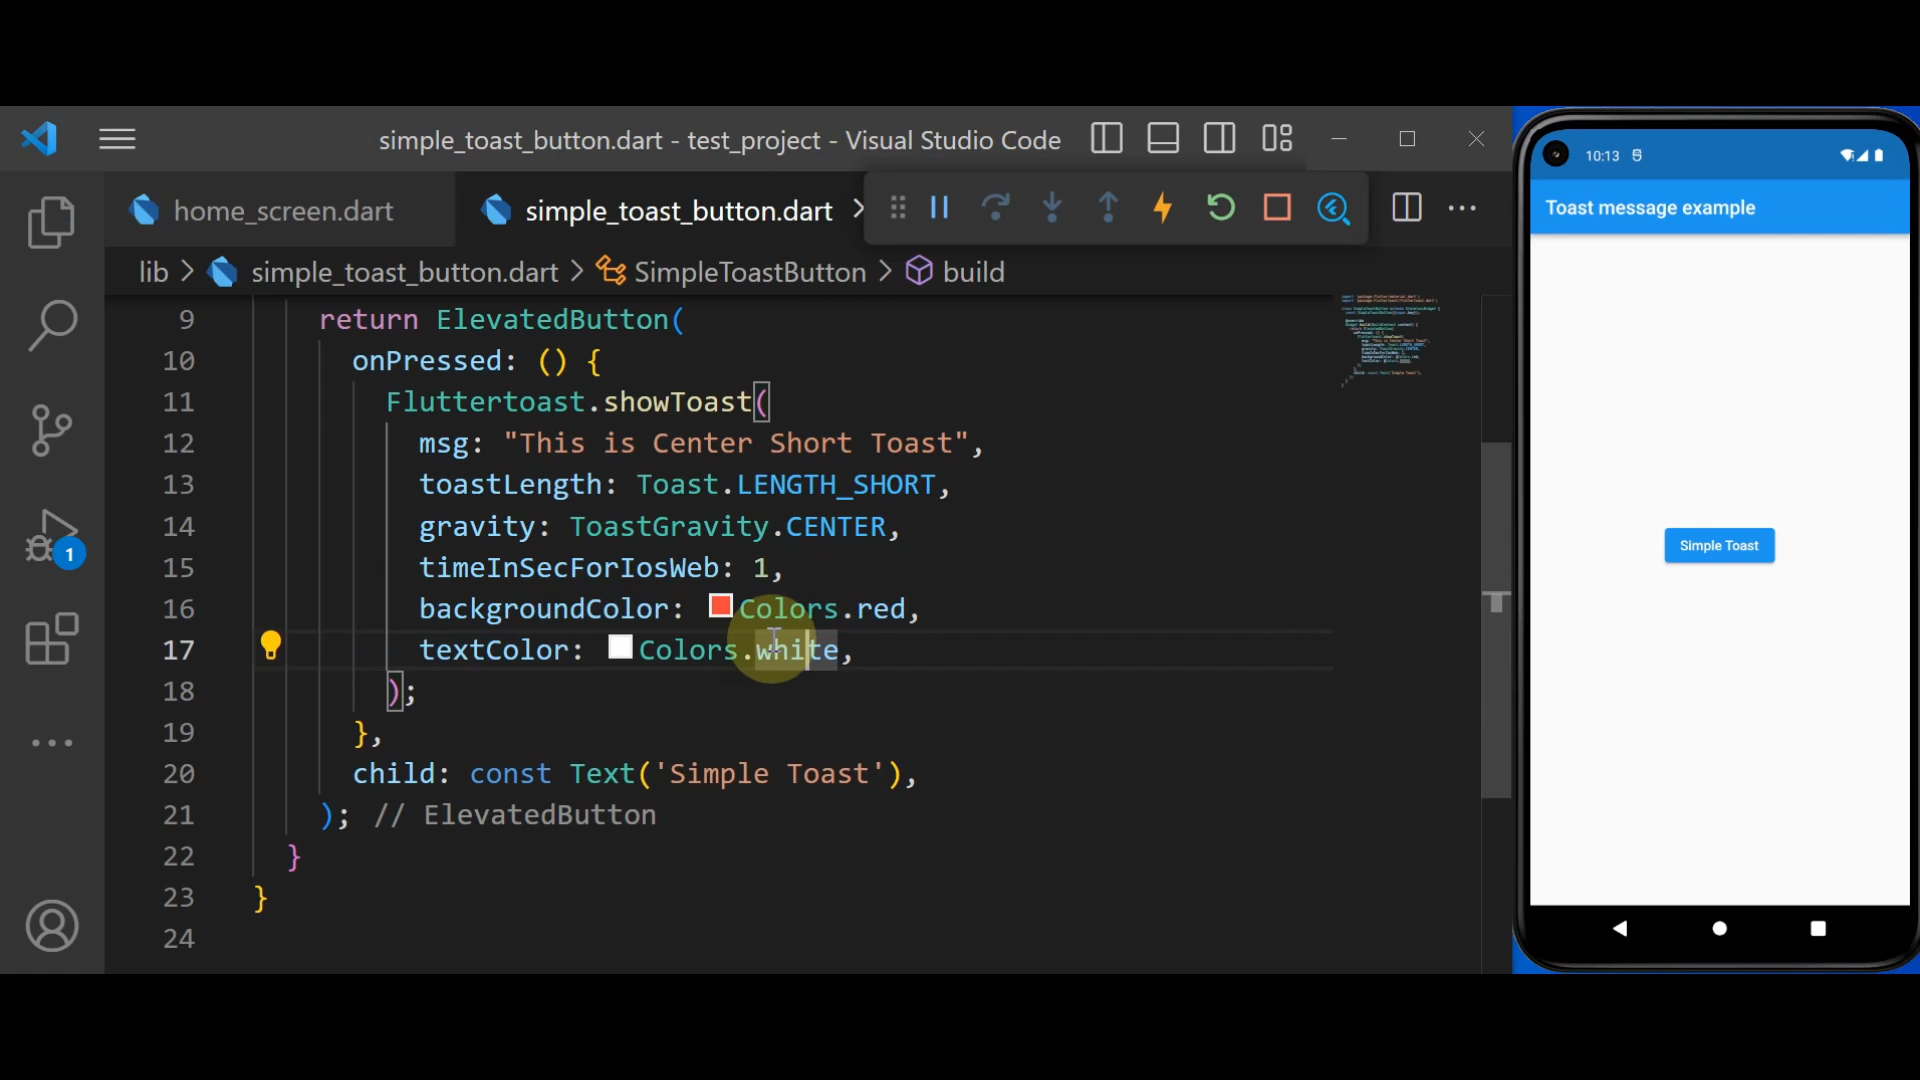 simple_toast_button.dart - test_project - Visual Studio Code
home_screen.dart
simple_toast_button.dart
lib > simple_toast_button.dart > SimpleToastButton > build
9 return ElevatedButton(
10 onPressed: () {
11 Fluttertoast.showToast(
12 msg: "This is Center Short Toast",
13 toastLength: Toast.LENGTH_SHORT,
14 gravity: ToastGravity.CENTER,
15 timeInSecForIosWeb: 1,
16 backgroundColor: Colors.red,
17 textColor: Colors.white,
18 );
19 },
20 child: const Text('Simple Toast'),
21 ); // ElevatedButton
22 }
23 }
24
1
10:13
Toast message example
Simple Toast